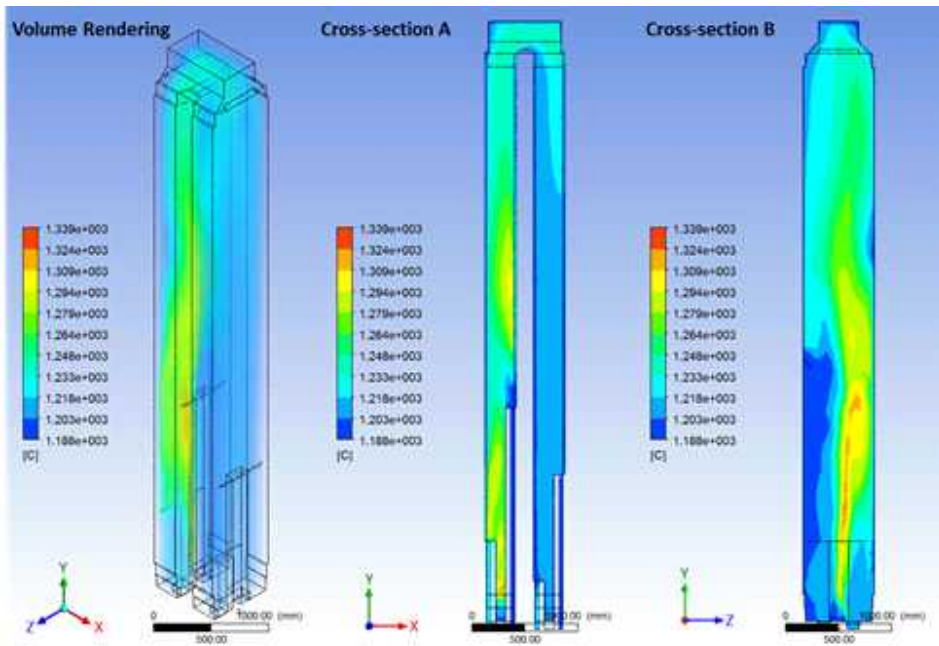 Volume Rendering
Cross-section A
Cross-section B
1.339e+003
1.324e+003
1.309e+003
1.294e+003
1.279e+003
1.264e+003
1.248e+003
1.233e+003
1.218e+003
1.203e+003
1.188e+003
[C]
1.339e+003
1.324e+003
1.309e+003
1.294e+003
1.279e+003
1.264e+003
1.248e+003
1.233e+003
1.218e+003
1.203e+003
1.188e+003
[C]
1.339e+003
1.324e+003
1.309e+003
1.294e+003
1.279e+003
1.264e+003
1.248e+003
1.233e+003
1.218e+003
1.203e+003
1.188e+003
[C]
Y
Z
X
0 1000.00 (mm)
500.00
Y
X
0 1000.00 (mm)
500.00
Y
Z
0 1000.00 (mm)
500.00